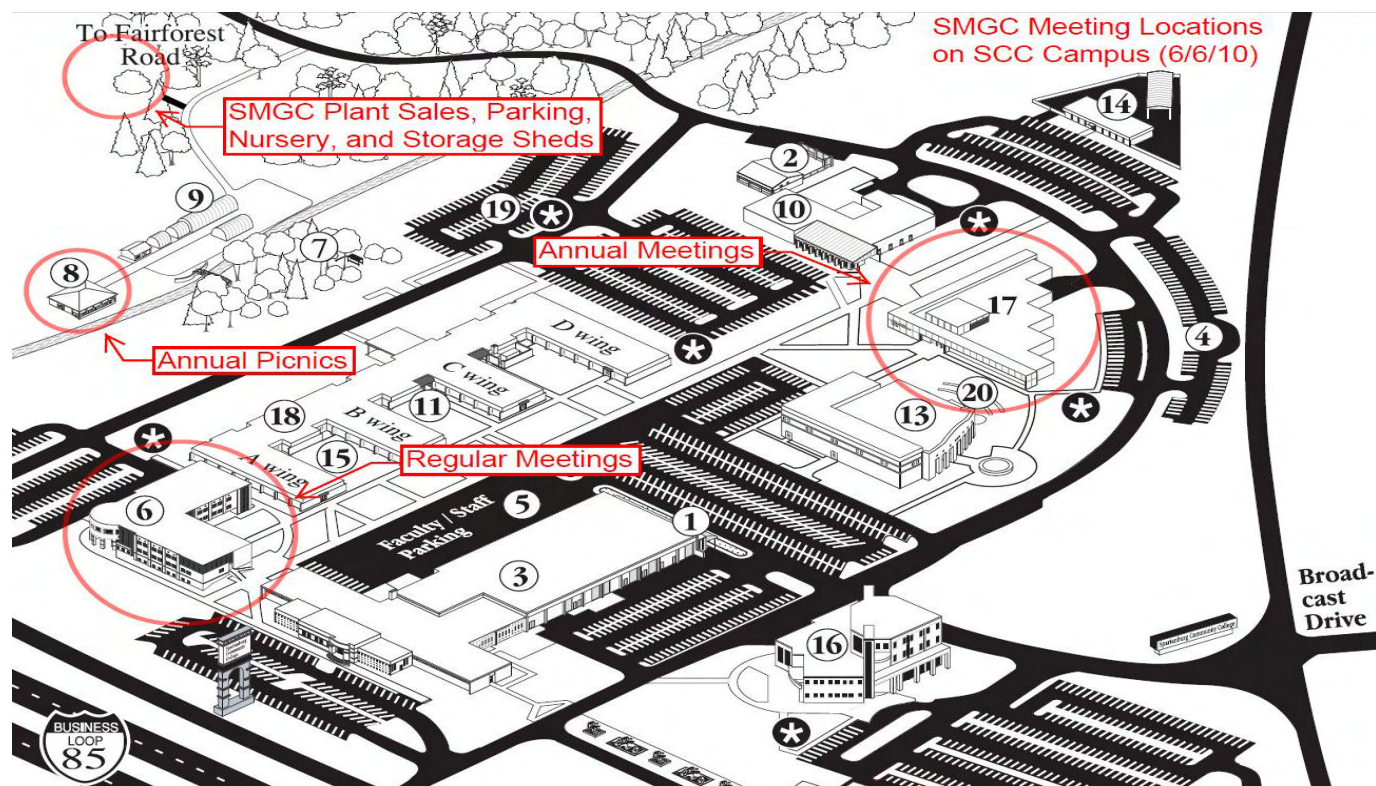 To Fairforest
Road
SMGC Meeting Locations
on SCC Campus (6/6/10)
SMGC Plant Sales, Parking,
Nursery, and Storage Sheds
14
2
9
10
19
*
*
7
Annual Meetings
8
17
4
D wing
*
Annual Picnics
C wing
11
20
13
*
18
B wing
*
15
Regular Meetings
A wing
6
5
Faculty / Staff
Parking
1
3
Broad-
cast
Drive
Spartanburg Community College
16
BUSINESS
LOOP
85
*